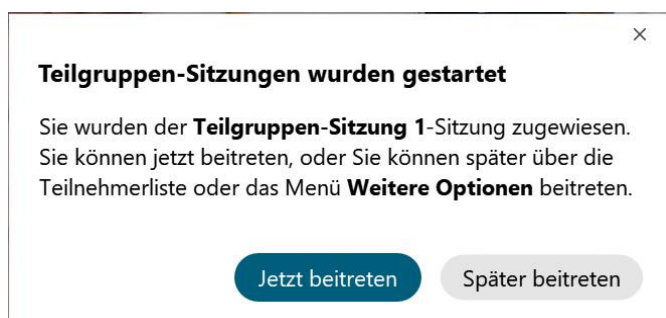 Teilgruppen-Sitzungen wurden gestartet
Sie wurden der Teilgruppen-Sitzung 1-Sitzung zugewiesen.
Sie können jetzt beitreten, oder Sie können später über die
Teilnehmerliste oder das Menü Weitere Optionen beitreten.
Jetzt beitreten Später beitreten